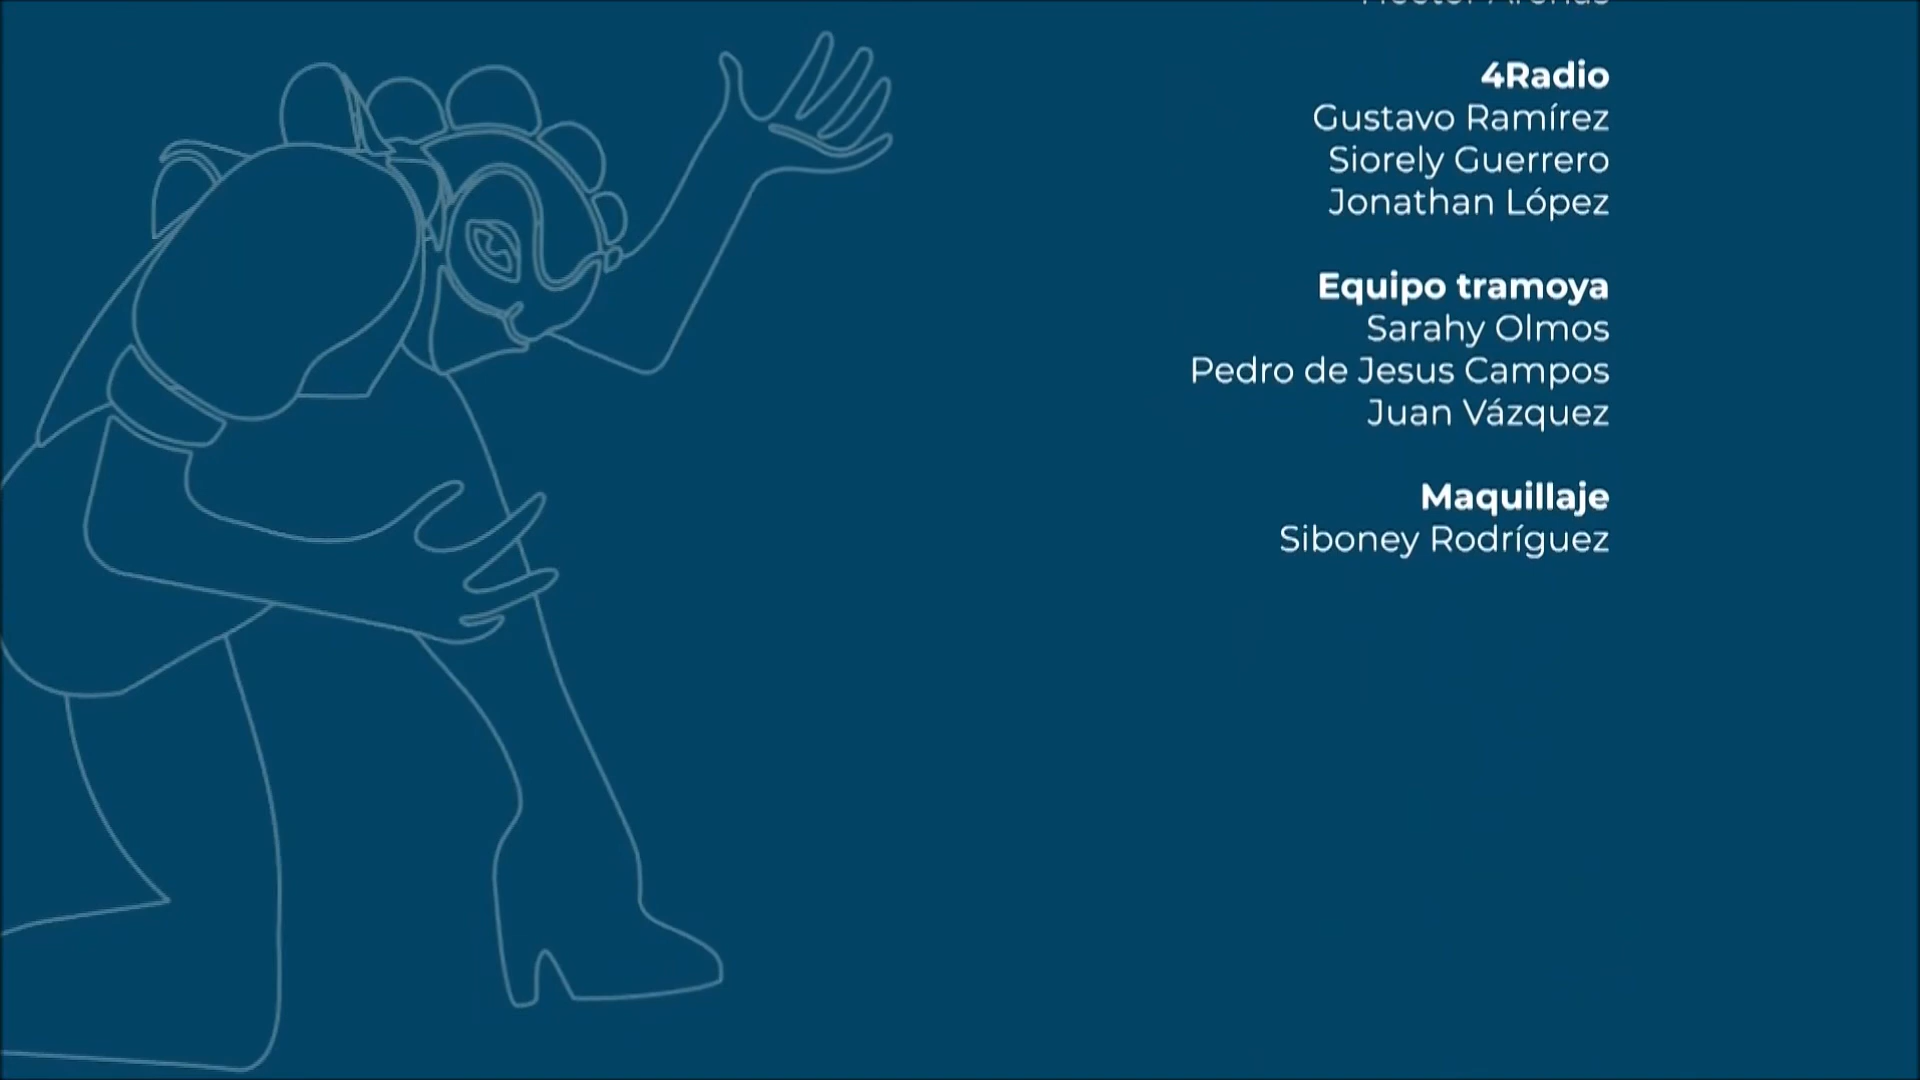 4Radio
Gustavo Ramírez
Siorely Guerrero
Jonathan López
Equipo tramoya
Sarahy Olmos
Pedro de Jesus Campos
Juan Vázquez
Maquillaje
Siboney Rodríguez